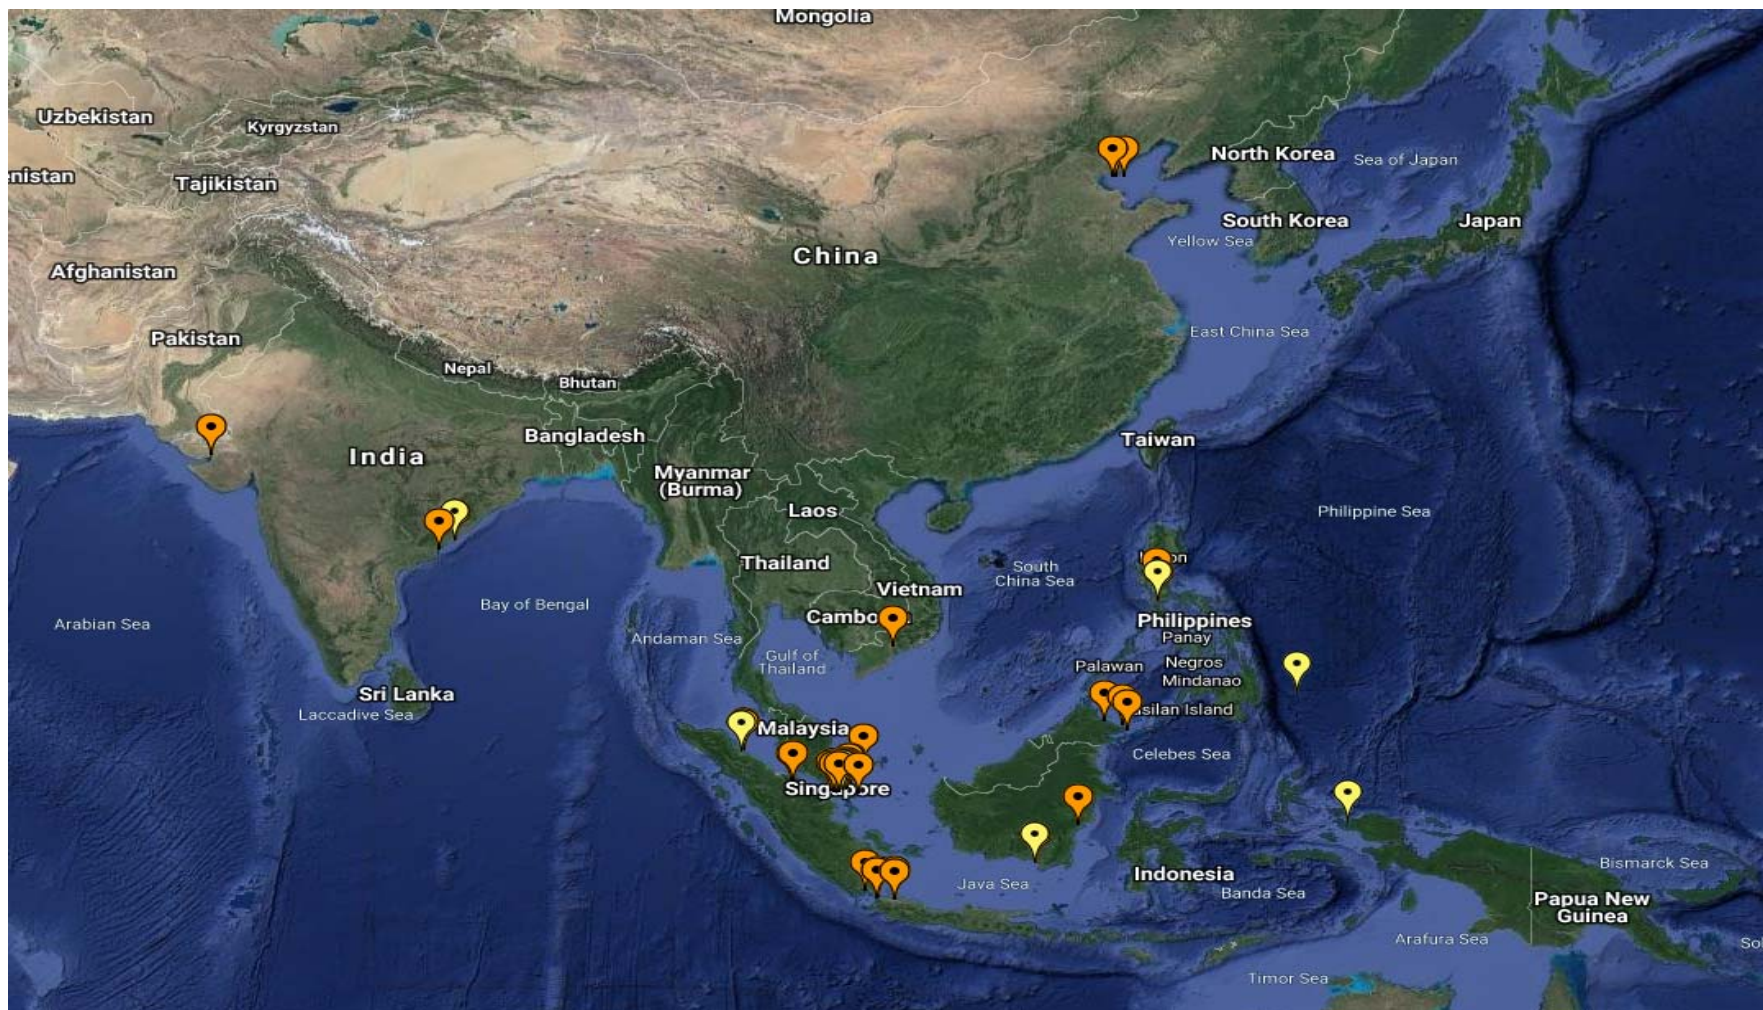 Mongolia
Uzbekistan
Kyrgyzstan
North Korea
Sea of Japan
enistan
Tajikistan
South Korea
Japan
Yellow Sea
China
Afghanistan
East China Sea
Pakistan
Nepal
Bhutan
Bangladesh
Taiwan
India
Myanmar
(Burma)
Laos
Philippine Sea
Thailand
South
China Sea
Vietnam
Bay of Bengal
Arabian Sea
Philippines
Andaman Sea
Panay
Gulf of
Thailand
Palawan
Negros
Mindanao
Sri Lanka
Laccadive Sea
Island
Malaysia
Celebes Sea
Singapore
Bismarck Sea
Indonesia
Java Sea
Banda Sea
Papua New
Guinea
Arafura Sea
Timor Sea